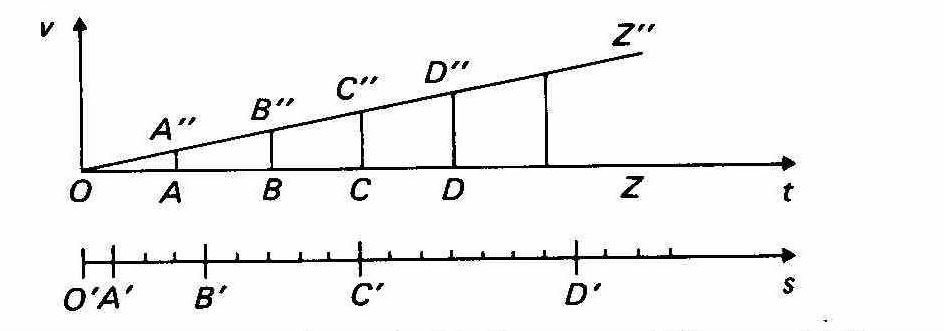 v
Z''
D''
C''
B''
A''
O A B C D Z t
O' A' B' C' D' s